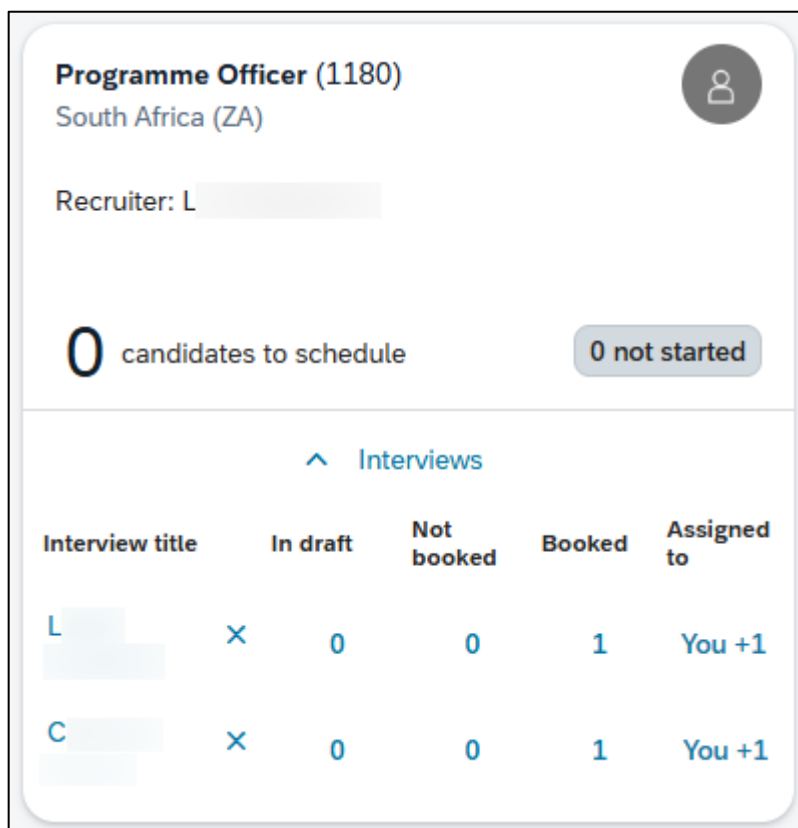 Programme Officer (1180)
South Africa (ZA)
Recruiter: L
0 candidates to schedule
0 not started
Interviews
Interview title In draft Not booked Booked Assigned to
L × 0 0 1 You +1
C × 0 0 1 You +1